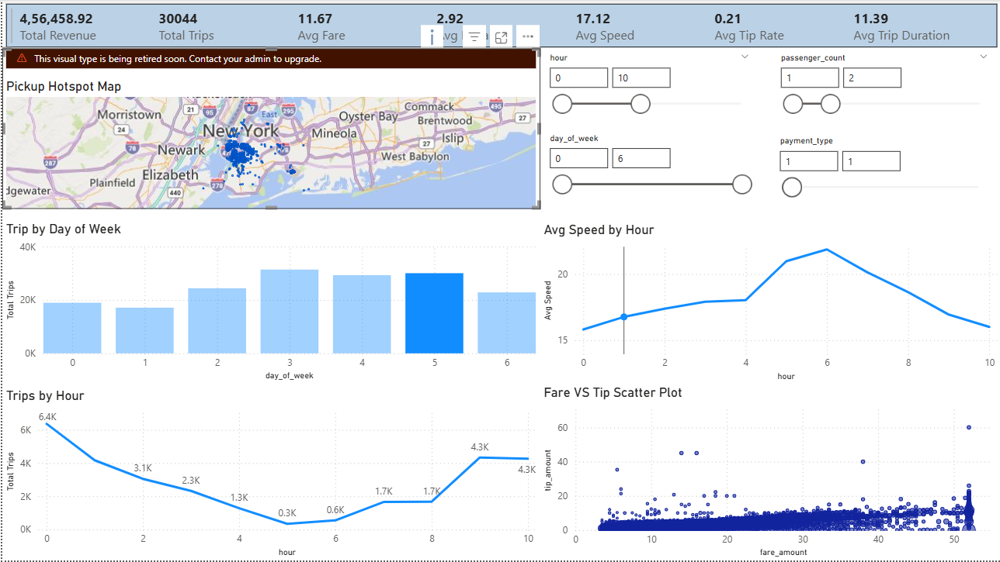 4,56,458.92 30044 11.67 2.92 17.12 0.21 11.39
Total Revenue Total Trips Avg Fare Avg Speed Avg Tip Rate Avg Trip Duration
This visual type is being retired soon. Contact your admin to upgrade.
Pickup Hotspot Map
Morristown
21
95
87
East
295
Commack
495
27
24
New York
Oyster Bay
Brentwood
78
Mineola
27
Islip
287
Newark
West Babylon
Elizabeth
278
Plainfield
440
dgewater
hour
0 10
passenger_count
1 2
day_of_week
0 6
payment_type
1 1
Trip by Day of Week
Total Trips
40K
20K
0K
0 1 2 3 4 5 6
day_of_week
Avg Speed by Hour
Avg Speed
20
15
0 2 4 6 8 10
hour
Trips by Hour
Total Trips
6K
4K
2K
0K
6.4K
3.1K
2.3K
1.3K
0.3K
0.6K
1.7K
1.7K
4.3K
4.3K
0 2 4 6 8 10
hour
Fare VS Tip Scatter Plot
tip_amount
60
40
20
0
0 10 20 30 40 50
fare_amount